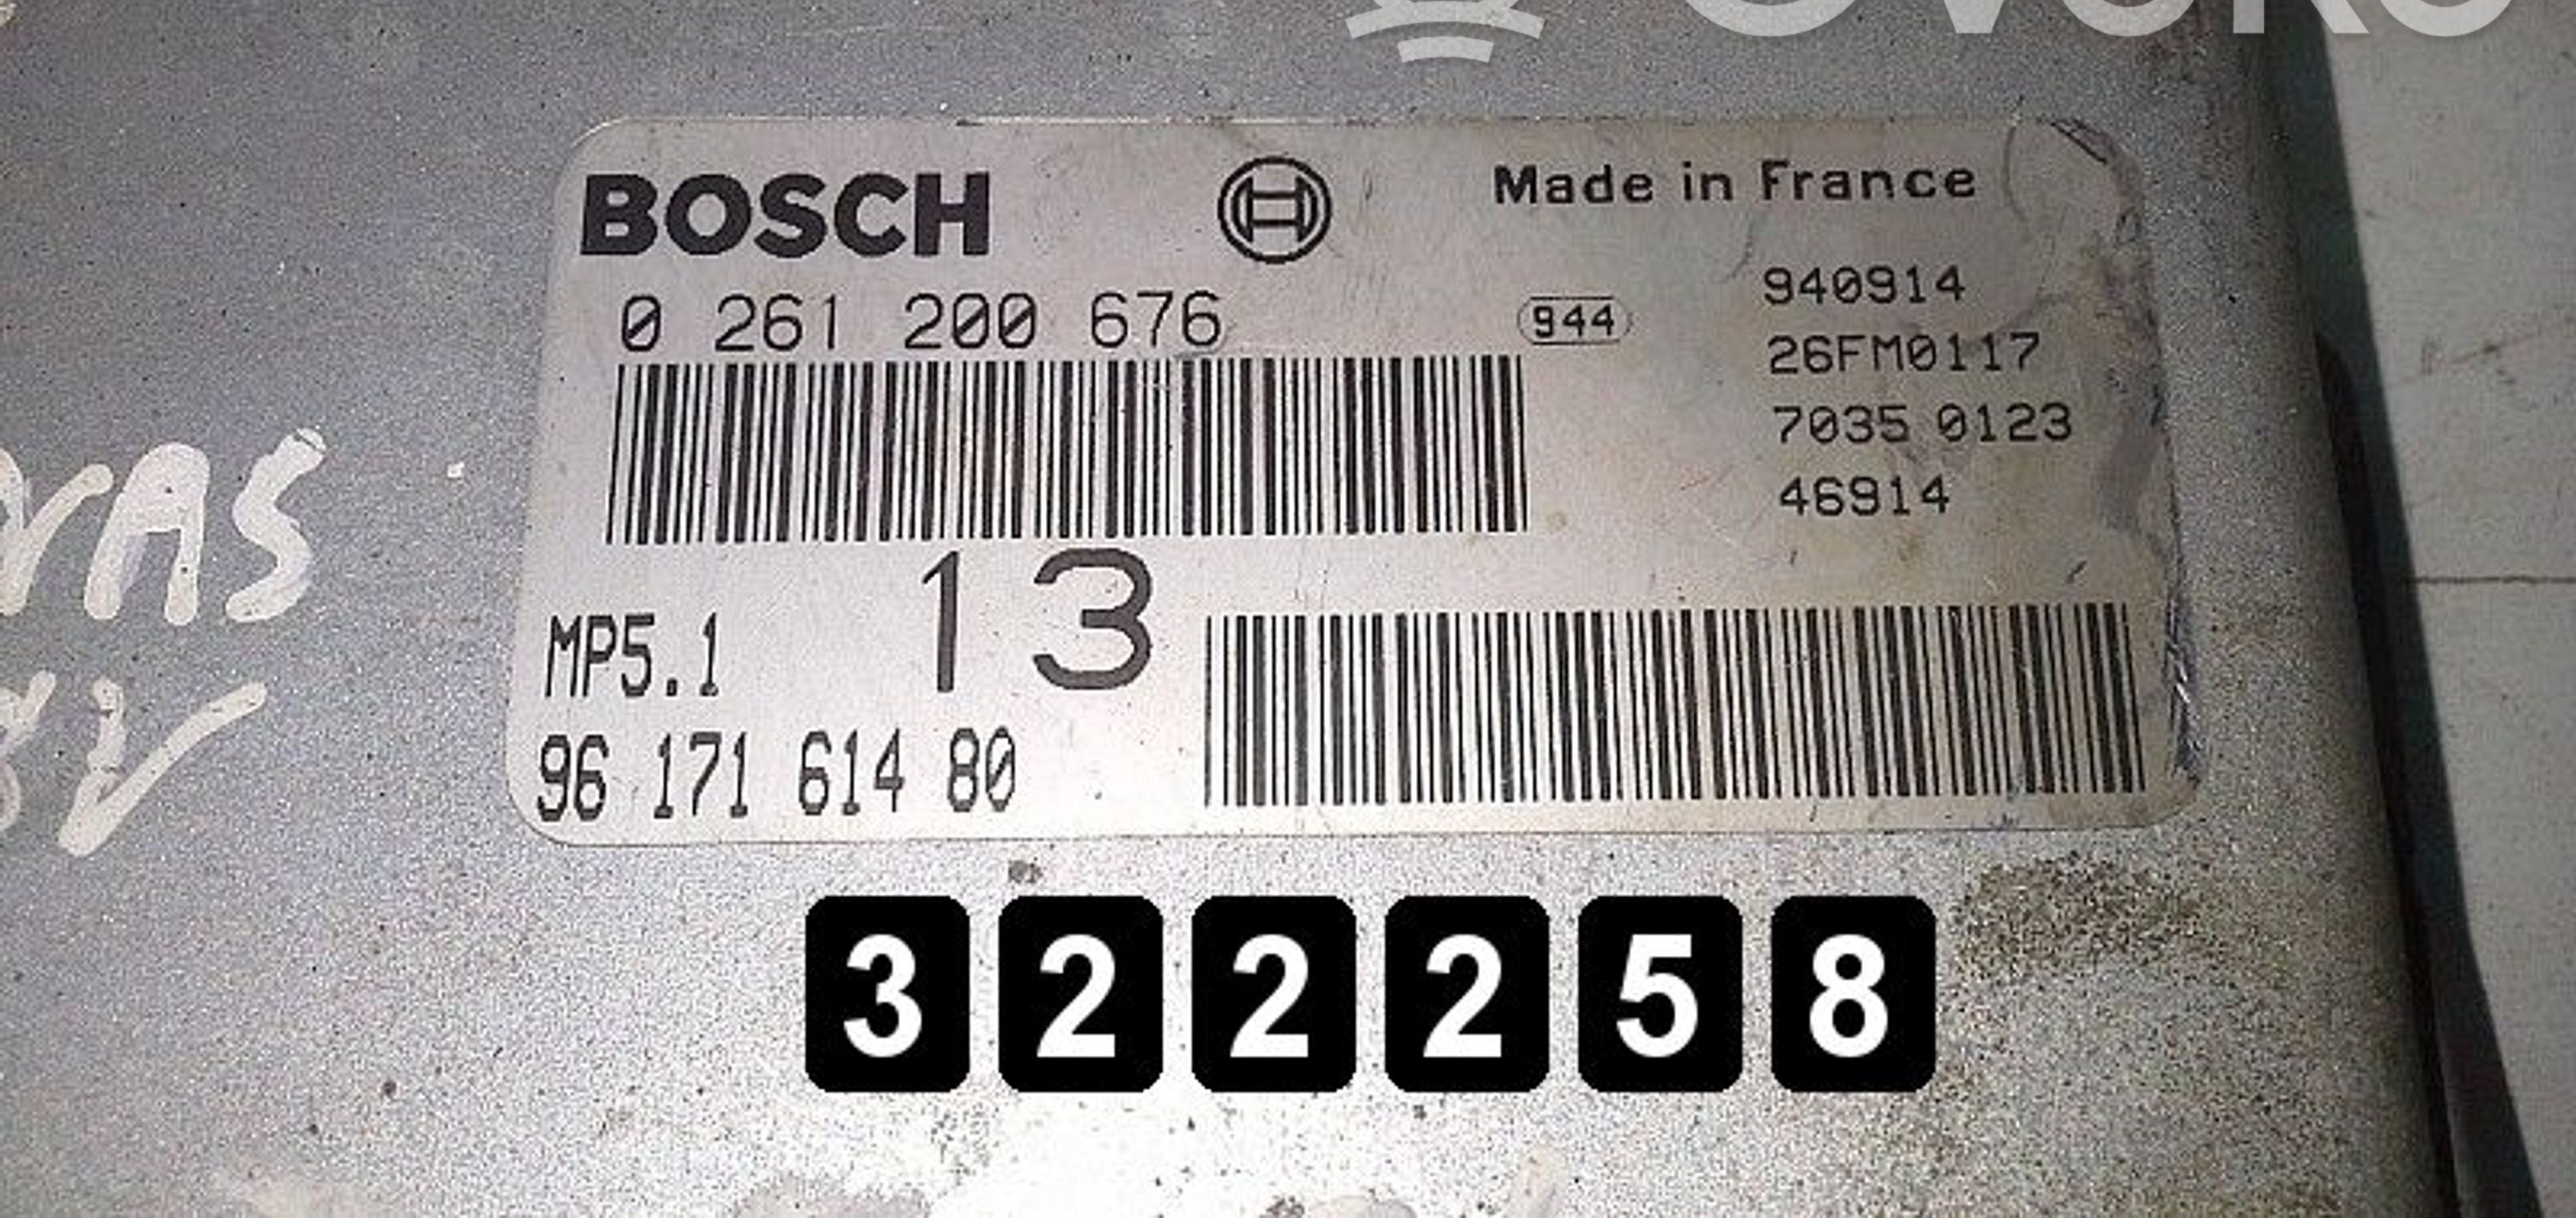 BOSCH
Made in France
0 261 200 676
944
940914
26FM0117
7035 0123
46914
13
MP5.1
96 171 614 80
322258